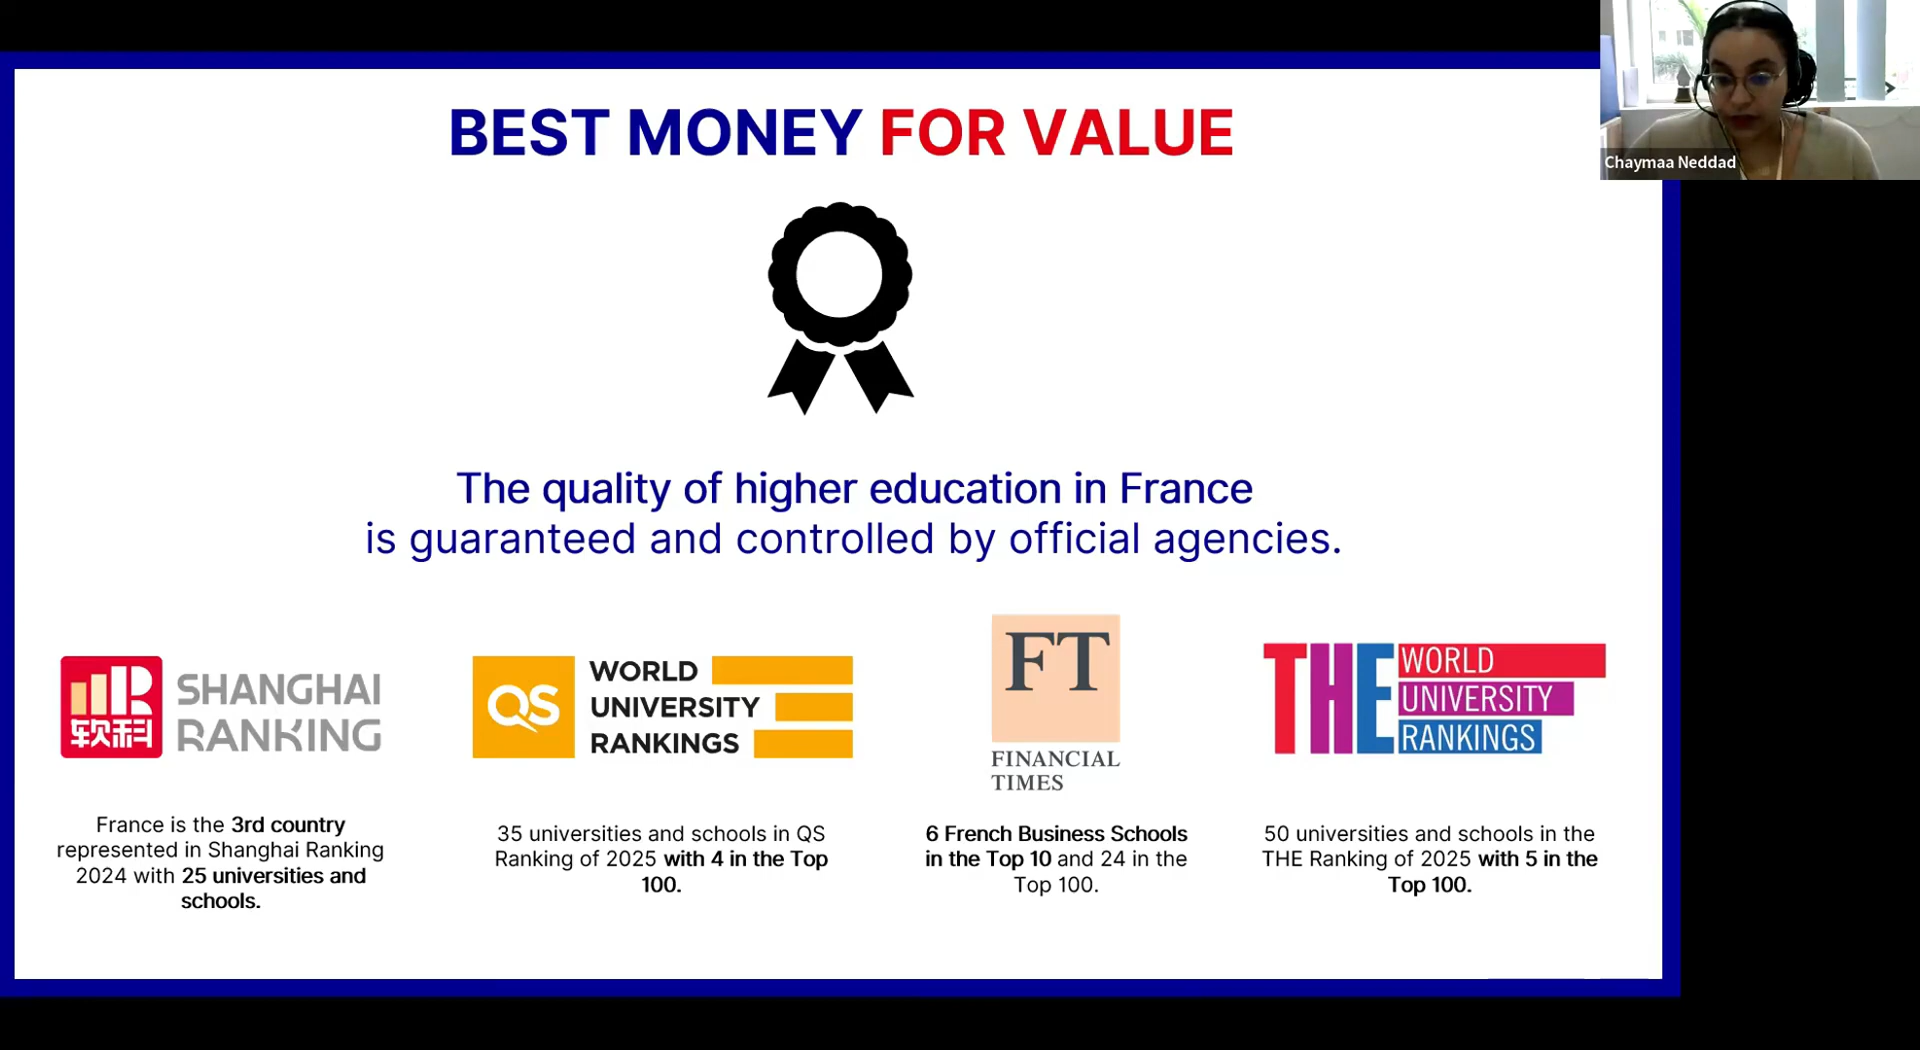 BEST MONEY FOR VALUE
Chaymaa Neddad
The quality of higher education in France
is guaranteed and controlled by official agencies.
软科
SHANGHAI
RANKING
QS
WORLD
UNIVERSITY
RANKINGS
FT
FINANCIAL
TIMES
THE
WORLD
UNIVERSITY
RANKINGS
France is the 3rd country
represented in Shanghai Ranking
2024 with 25 universities and
schools.
35 universities and schools in QS
Ranking of 2025 with 4 in the Top
100.
6 French Business Schools
in the Top 10 and 24 in the
Top 100.
50 universities and schools in the
THE Ranking of 2025 with 5 in the
Top 100.